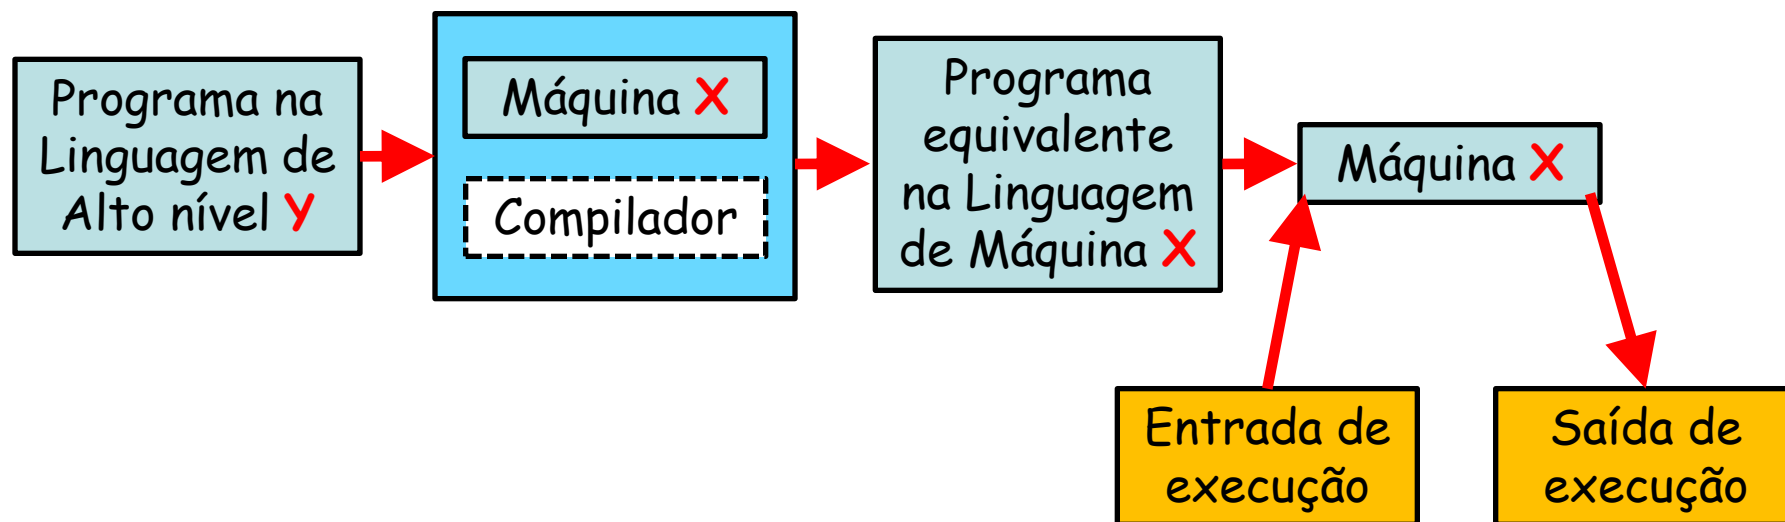 Programa na
Linguagem de
Alto nível Y
Máquina X
Compilador
Programa
equivalente
na Linguagem
de Máquina X
Máquina X
Entrada de
execução
Saída de
execução